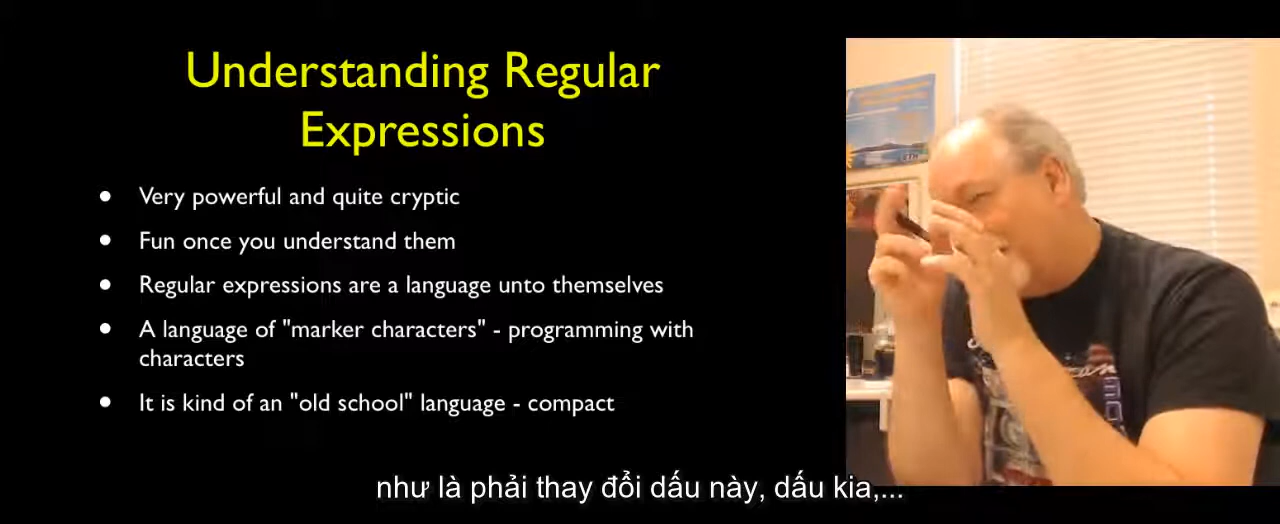 Understanding Regular
Expressions
• Very powerful and quite cryptic
• Fun once you understand them
• Regular expressions are a language unto themselves
• A language of "marker characters" - programming with
characters
• It is kind of an "old school" language - compact
như là phải thay đổi dấu này, dấu kia,...